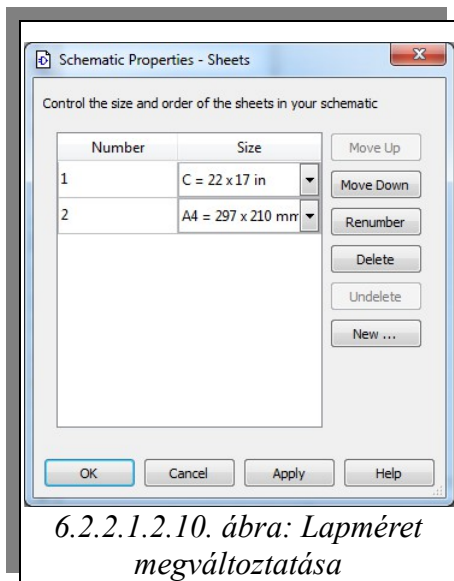 Schematic Properties - Sheets
Control the size and order of the sheets in your schematic
Number Size
1 C = 22 x 17 in
2 A4 = 297 x 210 mm
Move Up
Move Down
Renumber
Delete
Undelete
New ...
OK Cancel Apply Help
6.2.2.1.2.10. ábra: Lapméret
megváltoztatása